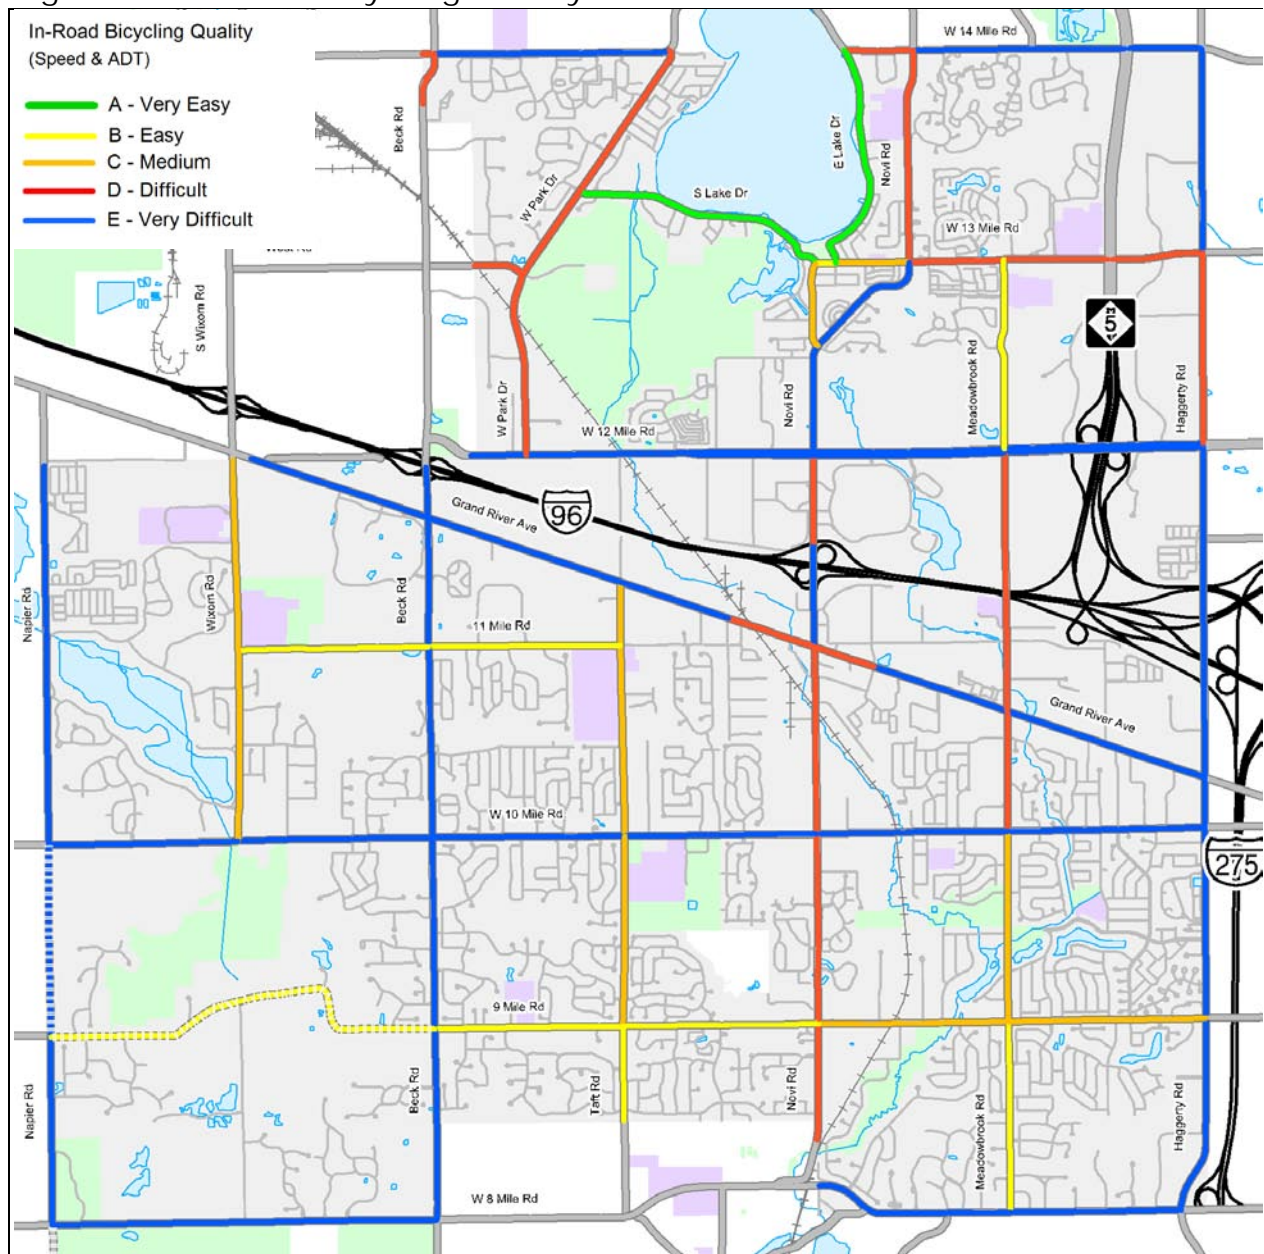 In-Road Bicycling Quality
(Speed & ADT)
A - Very Easy
B - Easy
C - Medium
D - Difficult
E - Very Difficult
W 14 Mile Rd
Beck Rd
E Lake Dr
Novi Rd
W Park Dr
S Lake Dr
W 13 Mile Rd
S Wixom Rd
5
W Park Dr
Novi Rd
Meadowbrook Rd
Haggerty Rd
W 12 Mile Rd
Grand River Ave
96
Napier Rd
Wixom Rd
Beck Rd
11 Mile Rd
Grand River Ave
W 10 Mile Rd
275
9 Mile Rd
Napier Rd
Beck Rd
Taft Rd
Novi Rd
Meadowbrook Rd
Haggerty Rd
W 8 Mile Rd